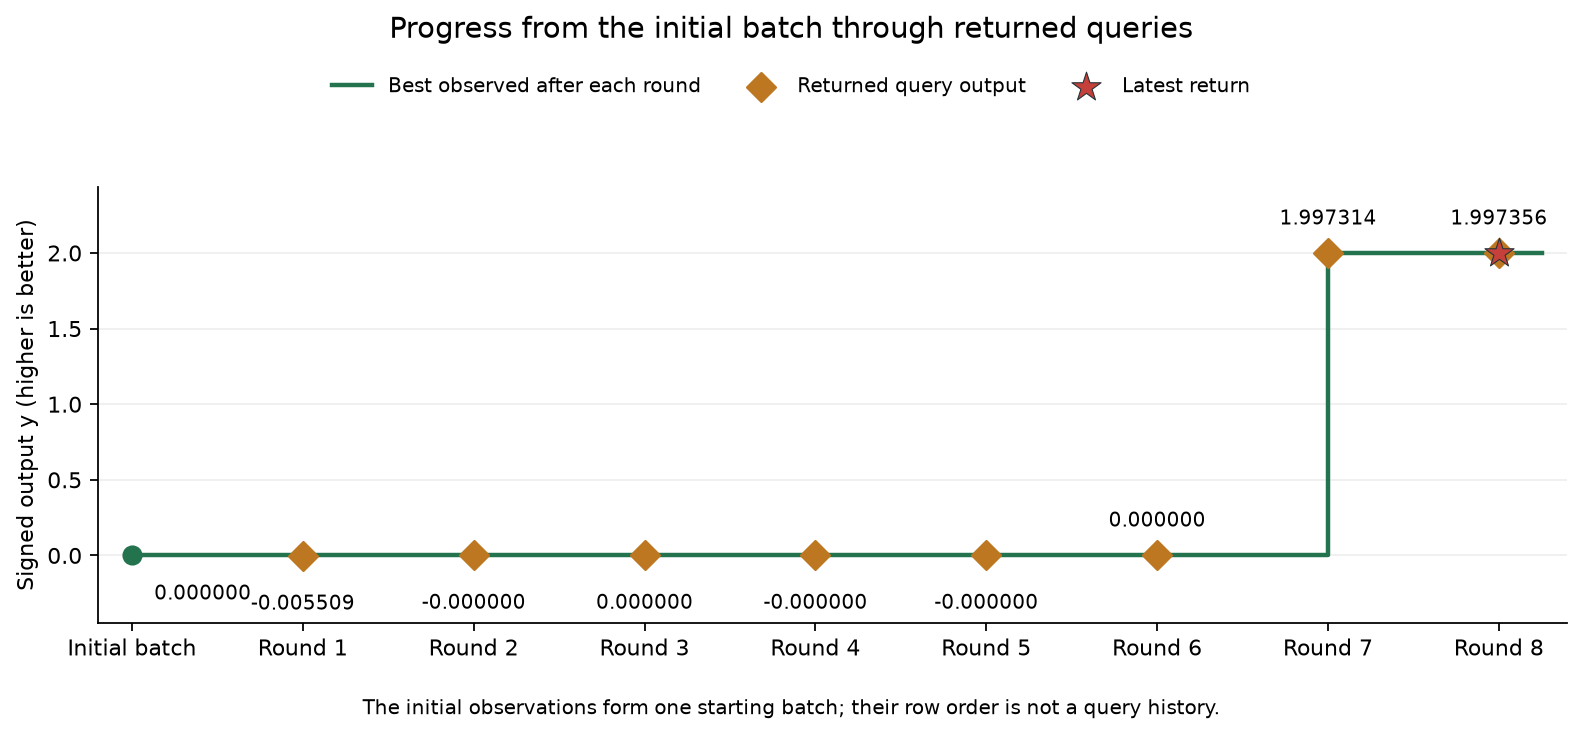 Progress from the initial batch through returned queries
Best observed after each round
Returned query output
Latest return
Signed output y (higher is better)
2.0
1.5
1.0
0.5
0.0
0.000000
-0.005509
-0.000000
0.000000
-0.000000
-0.000000
0.000000
1.997314
1.997356
Initial batch
Round 1
Round 2
Round 3
Round 4
Round 5
Round 6
Round 7
Round 8
The initial observations form one starting batch; their row order is not a query history.